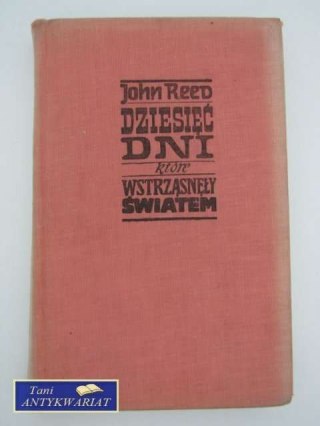 John Reed
DZIESIĘĆ
DNI
które
WSTRZĄSNĘŁY
ŚWIATEM
Tani
ANTYKWARIAT